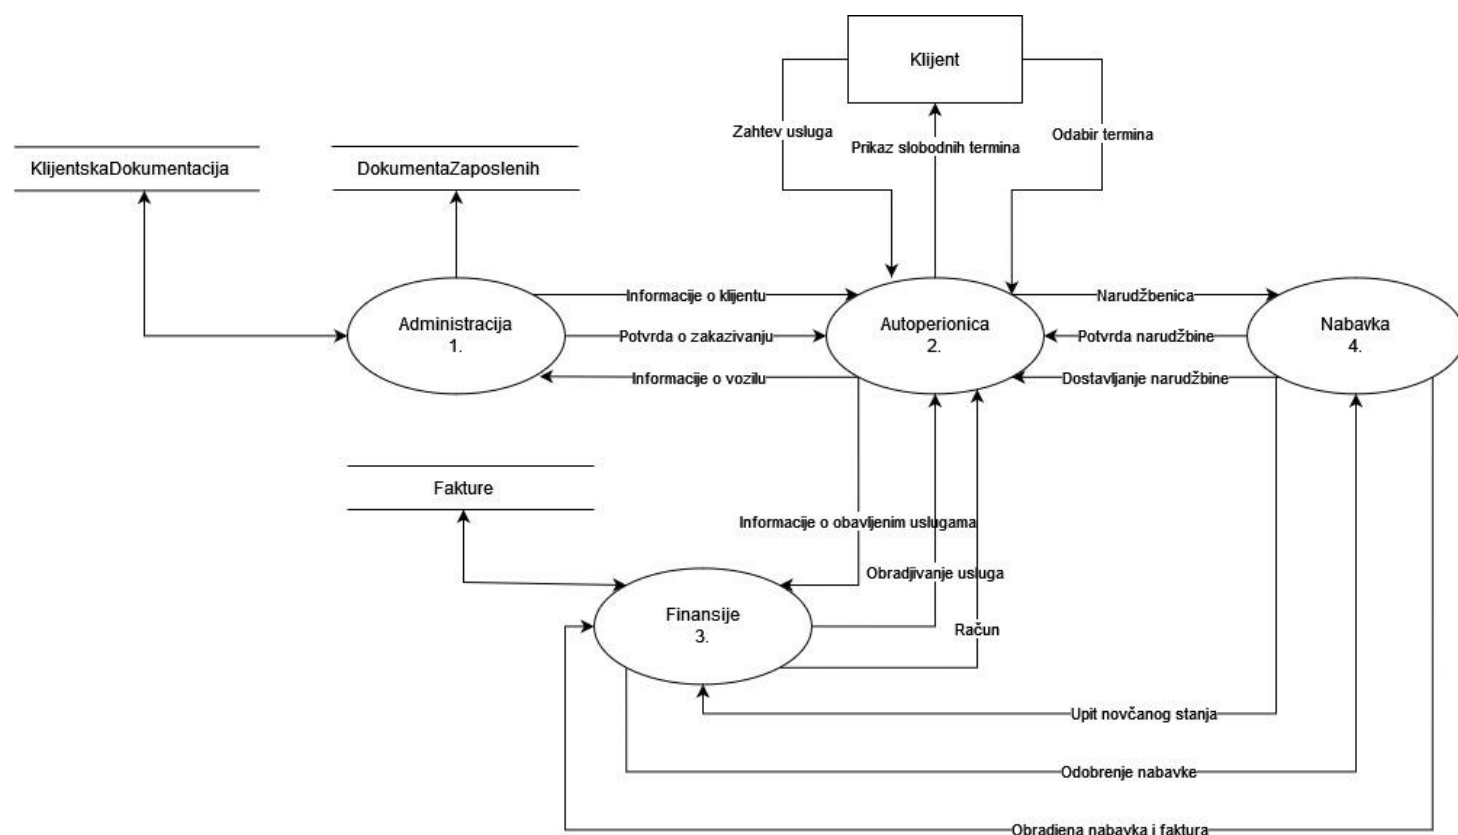 Klijent
Zahtev usluga
Prikaz slobodnih termina
Odabir termina
KlijentskaDokumentacija
DokumentaZaposlenih
Administracija
1.
Informacije o klijentu
Potvrda o zakazivanju
Informacije o vozilu
Autoperionica
2.
Narudžbenica
Potvrda narudžbine
Dostavljanje narudžbine
Nabavka
4.
Fakture
Informacije o obavljenim uslugama
Obradjivanje usluga
Finansije
3.
Račun
Upit novčanog stanja
Odobrenje nabavke
Obradjena nabavka i faktura